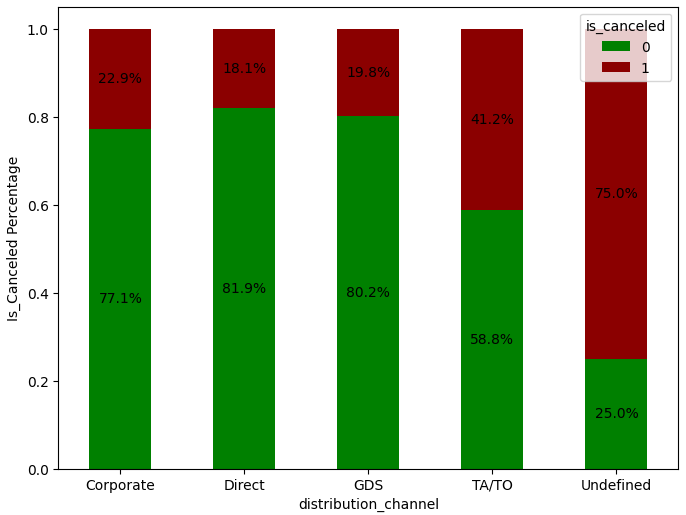 is_canceled
0
1
1.0
0.8
0.6
0.4
0.2
0.0
Is_Canceled Percentage
22.9%
18.1%
19.8%
41.2%
75.0%
77.1%
81.9%
80.2%
58.8%
25.0%
Corporate
Direct
GDS
TA/TO
Undefined
distribution_channel